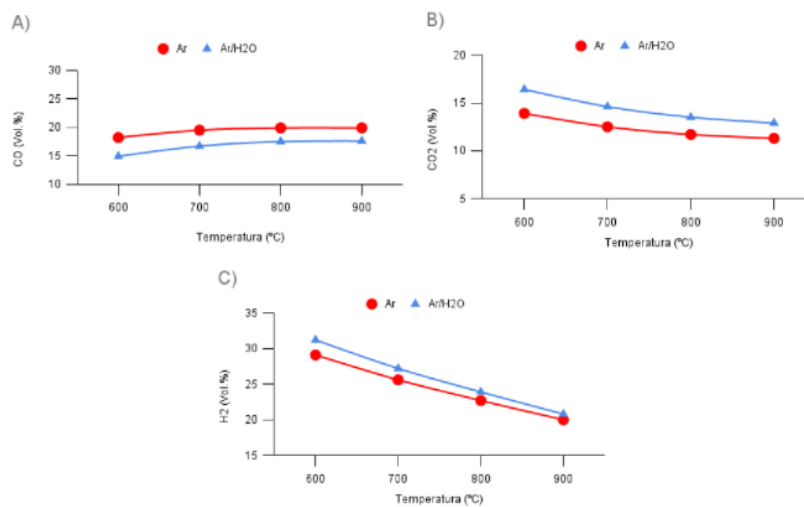 A)
Ar Ar/H2O
30
25
20
15
10
CO (Vol.%)
600 700 800 900
Temperatura (ºC)
B)
Ar Ar/H2O
20
15
10
5
CO2 (Vol.%)
600 700 800 900
Temperatura (ºC)
C)
Ar Ar/H2O
35
30
25
20
15
H2 (Vol.%)
600 700 800 900
Temperatura (ºC)